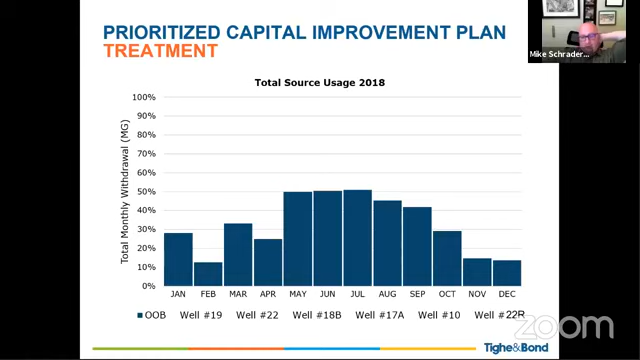 PRIORITIZED CAPITAL IMPROVEMENT PLAN
TREATMENT
Mike Schrader...
Total Source Usage 2018
Total Monthly Withdrawal (MG)
100%
90%
80%
70%
60%
50%
40%
30%
20%
10%
0%
JAN FEB MAR APR MAY JUN JUL AUG SEP OCT NOV DEC
OOB Well #19 Well #22 Well #18B Well #17A Well #10 Well #22R
Tighe&Bond
zoom